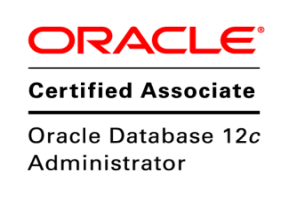 ORACLE®
Certified Associate
Oracle Database 12c
Administrator